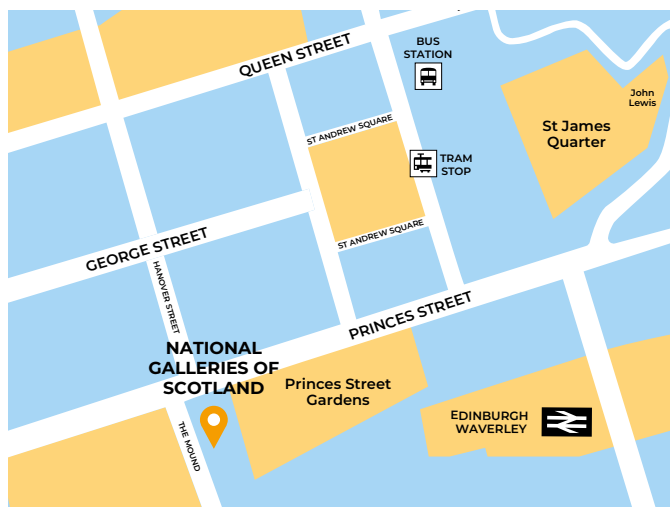 QUEEN STREET
BUS
STATION
John
Lewis
St James
Quarter
ST ANDREW SQUARE
TRAM
STOP
ST ANDREW SQUARE
GEORGE STREET
HANOVER STREET
PRINCES STREET
NATIONAL
GALLERIES OF
SCOTLAND
Princes Street
Gardens
EDINBURGH
WAVERLEY
THE MOUND